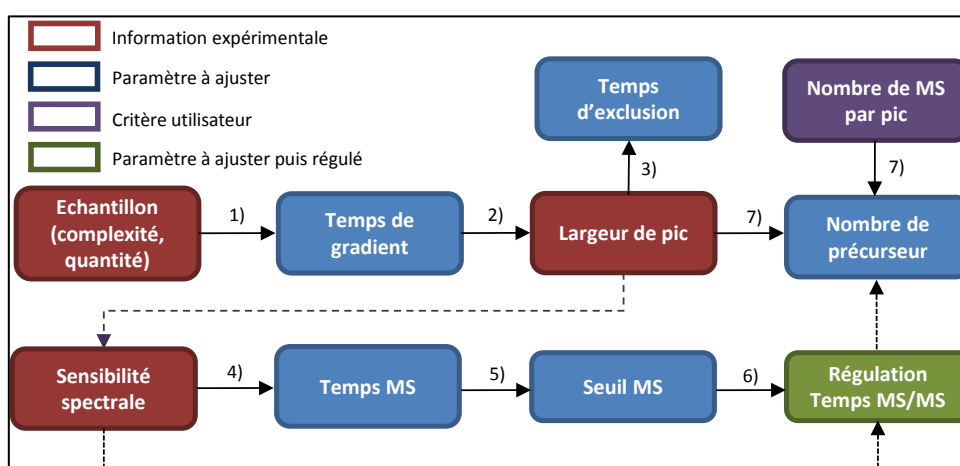 Information expérimentale
Paramètre à ajuster
Critère utilisateur
Paramètre à ajuster puis régulé
Temps
d’exclusion
Nombre de MS
par pic
3)
7)
Echantillon
(complexité,
quantité)
1)
Temps de
gradient
2)
Largeur de pic
7)
Nombre de
précurseur
Sensibilité
spectrale
4)
Temps MS
5)
Seuil MS
6)
Régulation
Temps MS/MS